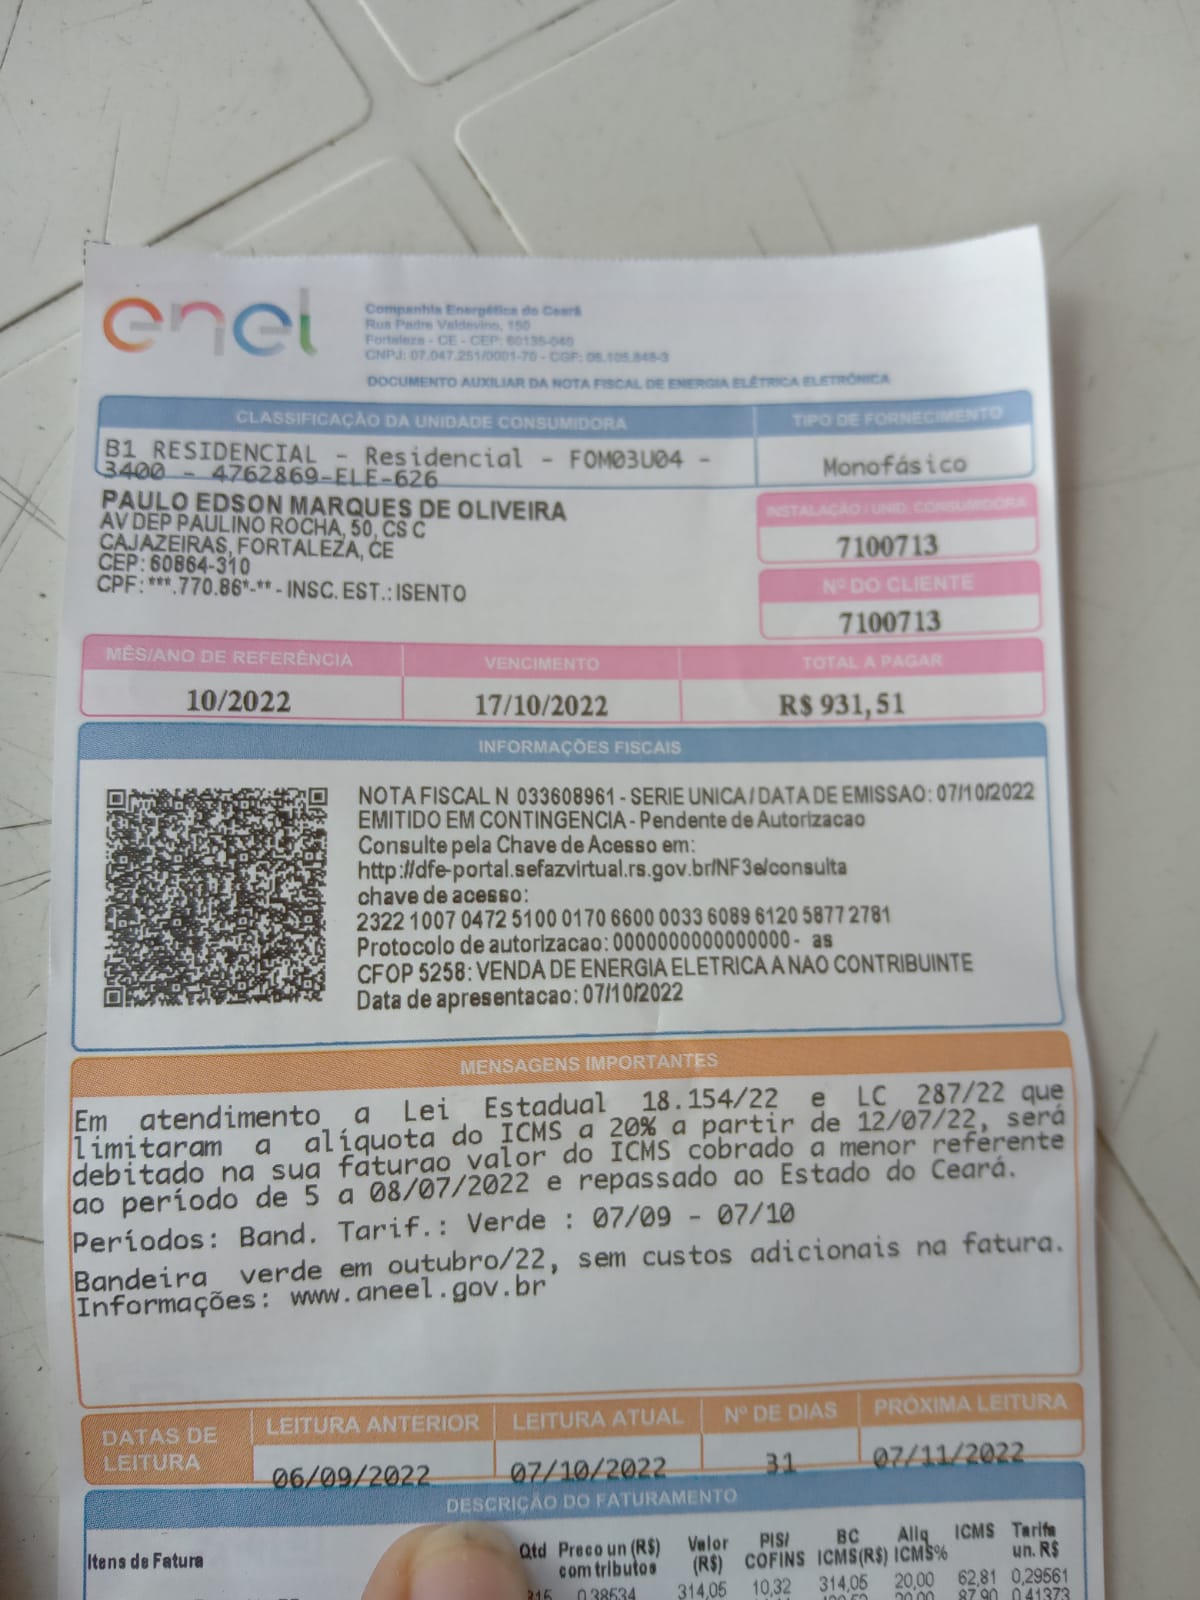 enel
Companhia Energética do Ceará
Rua Padre Valdevino, 150
Fortaleza - CE - CEP: 60135-040
CNPJ: 07.047.251/0001-70 - CGF: 06.105.848-3
DOCUMENTO AUXILIAR DA NOTA FISCAL DE ENERGIA ELÉTRICA ELETRÔNICA
CLASSIFICAÇÃO DA UNIDADE CONSUMIDORA
TIPO DE FORNECIMENTO
B1 RESIDENCIAL - Residencial - FOM03U04 -
3400 - 4762869-ELE-626
Monofásico
PAULO EDSON MARQUES DE OLIVEIRA
AV DEP PAULINO ROCHA, 50, CS C
CAJAZEIRAS, FORTALEZA, CE
CEP: 60864-310
CPF: ***.770.86*-** - INSC. EST.: ISENTO
INSTALAÇÃO / UNID. CONSUMIDORA
7100713
Nº DO CLIENTE
7100713
MÊS/ANO DE REFERÊNCIA VENCIMENTO TOTAL A PAGAR
10/2022 17/10/2022 R$ 931,51
INFORMAÇÕES FISCAIS
NOTA FISCAL N 033608961 - SERIE UNICA / DATA DE EMISSAO: 07/10/2022
EMITIDO EM CONTINGENCIA - Pendente de Autorizacao
Consulte pela Chave de Acesso em:
http://dfe-portal.sefazvirtual.rs.gov.br/NF3e/consulta
chave de acesso:
2322 1007 0472 5100 0170 6600 0033 6089 6120 5877 2781
Protocolo de autorizacao: 0000000000000000 - as
CFOP 5258: VENDA DE ENERGIA ELETRICA A NAO CONTRIBUINTE
Data de apresentacao: 07/10/2022
MENSAGENS IMPORTANTES
Em atendimento a Lei Estadual 18.154/22 e LC 287/22 que
limitaram a alíquota do ICMS a 20% a partir de 12/07/22, será
debitado na sua faturao valor do ICMS cobrado a menor referente
ao período de 5 a 08/07/2022 e repassado ao Estado do Ceará.
Períodos: Band. Tarif.: Verde : 07/09 - 07/10
Bandeira verde em outubro/22, sem custos adicionais na fatura.
Informações: www.aneel.gov.br
DATAS DE LEITURA
LEITURA ANTERIOR LEITURA ATUAL Nº DE DIAS PRÓXIMA LEITURA
06/09/2022 07/10/2022 31 07/11/2022
DESCRIÇÃO DO FATURAMENTO
Itens de Fatura Qtd Preco un (R$) com tributos Valor (R$) PIS/ COFINS BC ICMS(R$) Aliq ICMS% ICMS Tarifa un. R$
0,38534 314,05 10,32 314,05 20,00 62,81 0,29561
87,90 0,41373